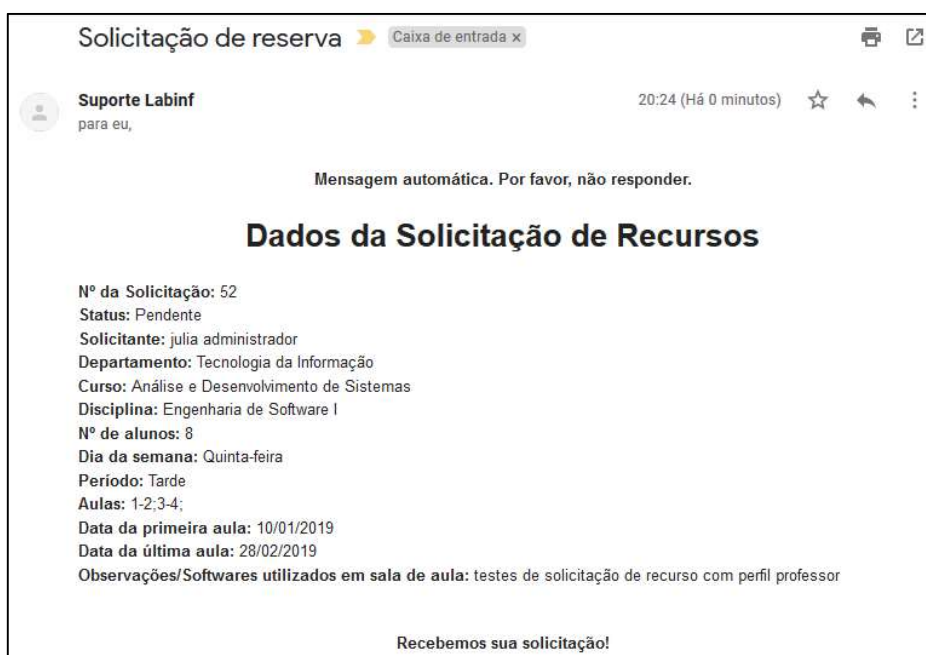 Solicitação de reserva Caixa de entrada x
Suporte Labinf 20:24 (Há 0 minutos)
para eu,
Mensagem automática. Por favor, não responder.
Dados da Solicitação de Recursos
Nº da Solicitação: 52
Status: Pendente
Solicitante: julia administrador
Departamento: Tecnologia da Informação
Curso: Análise e Desenvolvimento de Sistemas
Disciplina: Engenharia de Software I
Nº de alunos: 8
Dia da semana: Quinta-feira
Período: Tarde
Aulas: 1-2;3-4;
Data da primeira aula: 10/01/2019
Data da última aula: 28/02/2019
Observações/Softwares utilizados em sala de aula: testes de solicitação de recurso com perfil professor
Recebemos sua solicitação!